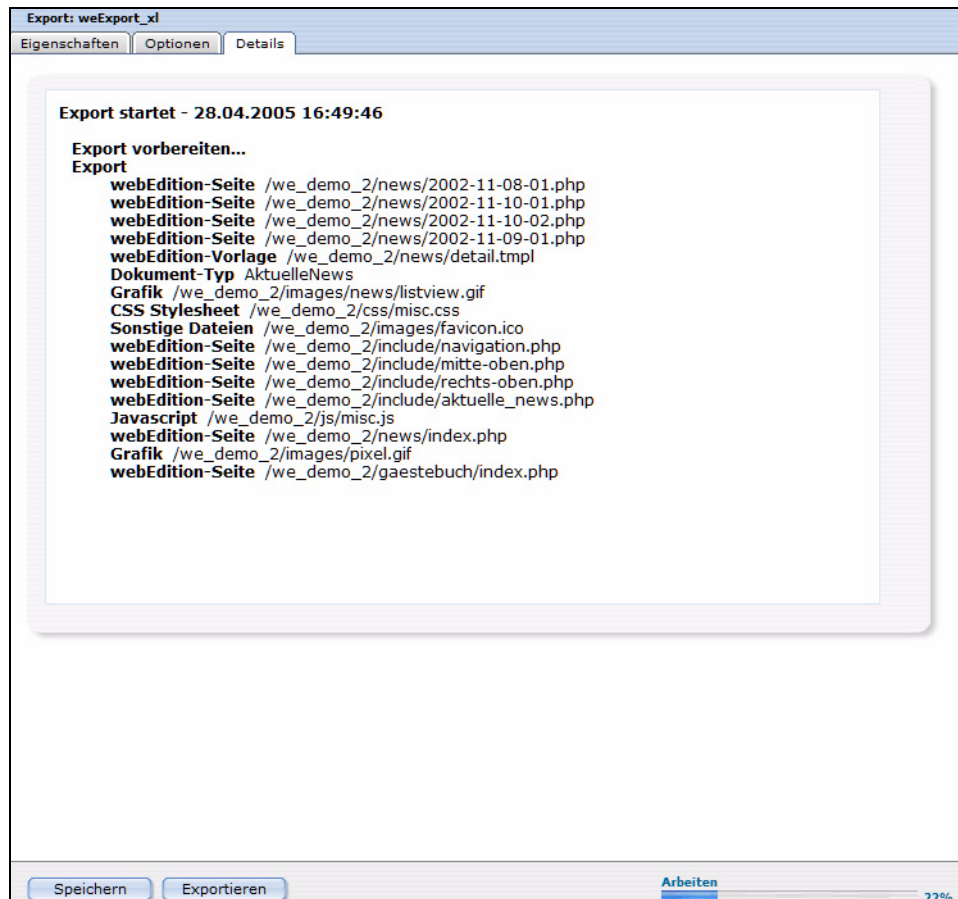 Export: weExport_xl
Eigenschaften Optionen Details
Export startet - 28.04.2005 16:49:46
Export vorbereiten...
Export
webEdition-Seite /we_demo_2/news/2002-11-08-01.php
webEdition-Seite /we_demo_2/news/2002-11-10-01.php
webEdition-Seite /we_demo_2/news/2002-11-10-02.php
webEdition-Seite /we_demo_2/news/2002-11-09-01.php
webEdition-Vorlage /we_demo_2/news/detail.tmpl
Dokument-Typ AktuelleNews
Grafik /we_demo_2/images/news/listview.gif
CSS Stylesheet /we_demo_2/css/misc.css
Sonstige Dateien /we_demo_2/images/favicon.ico
webEdition-Seite /we_demo_2/include/navigation.php
webEdition-Seite /we_demo_2/include/mitte-oben.php
webEdition-Seite /we_demo_2/include/rechts-oben.php
webEdition-Seite /we_demo_2/include/aktuelle_news.php
Javascript /we_demo_2/js/misc.js
webEdition-Seite /we_demo_2/news/index.php
Grafik /we_demo_2/images/pixel.gif
webEdition-Seite /we_demo_2/gaestebuch/index.php
Speichern Exportieren Arbeiten
22%